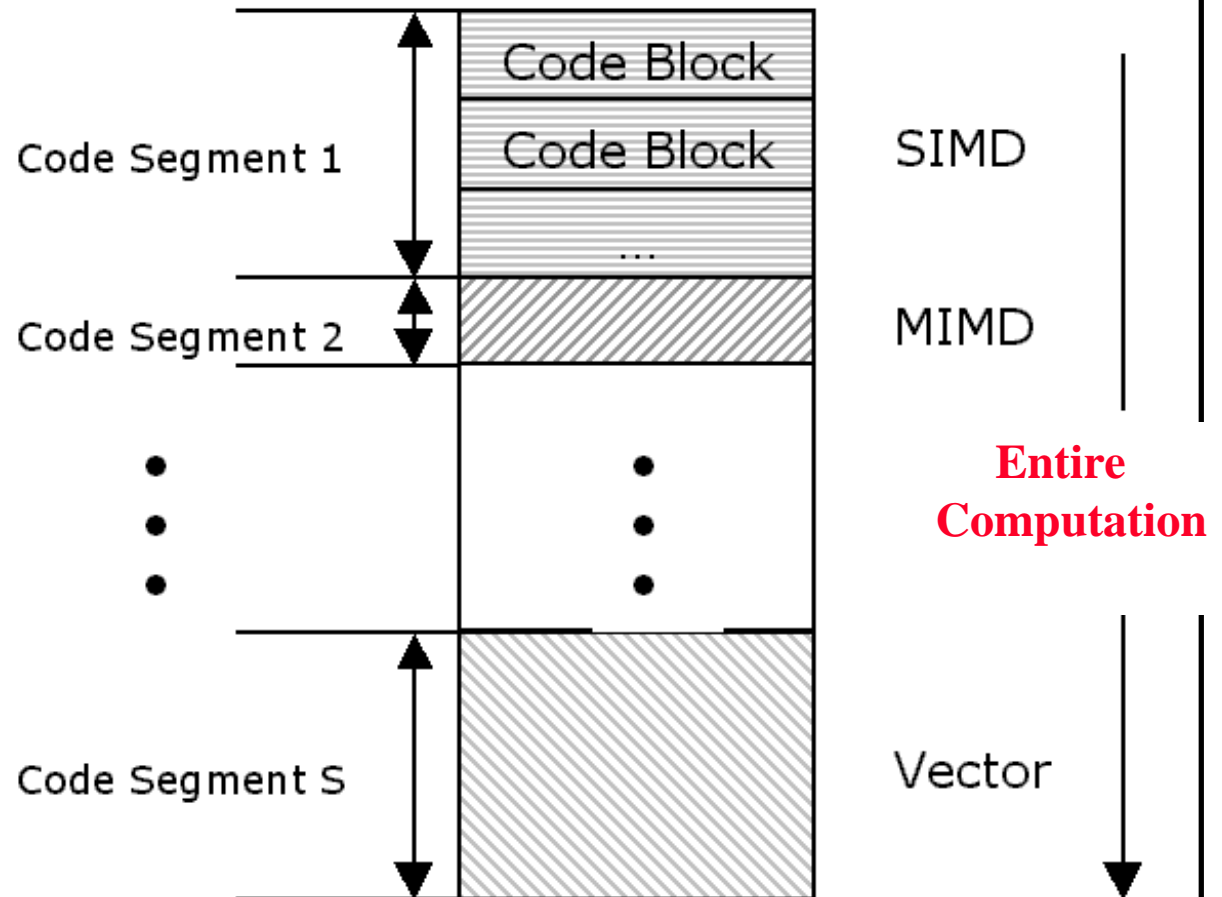 Code Block
Code Segment 1
Code Block
SIMD
...
Code Segment 2
MIMD
Entire
Computation
Code Segment S
Vector